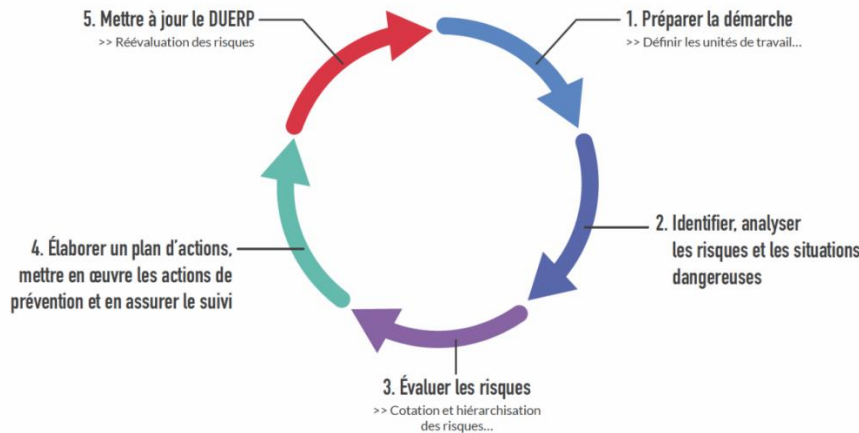 1. Préparer la démarche
>> Définir les unités de travail...
2. Identifier, analyser
les risques et les situations
dangereuses
3. Évaluer les risques
>> Cotation et hiérarchisation
des risques...
4. Élaborer un plan d'actions,
mettre en œuvre les actions de
prévention et en assurer le suivi
5. Mettre à jour le DUERP
>> Réévaluation des risques